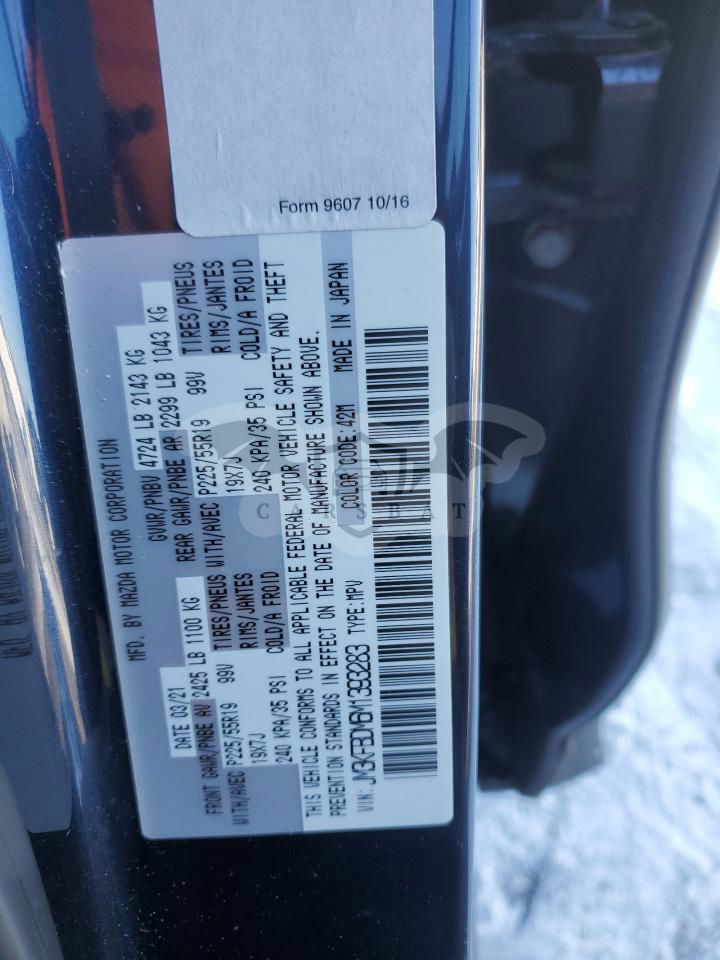 Form 9607 10/16
MFD. BY MAZDA MOTOR CORPORATION
DATE 03/21 GVWR/PNBV 4724 LB 2143 KG
FRONT GAWR/PNBE AV 2425 LB 1100 KG REAR GAWR/PNBE AR 2299 LB 1043 KG
WITH/AVEC P225/55R19 99V TIRES/PNEUS WITH/AVEC P225/55R19 99V TIRES/PNEUS
19X7J RIMS/JANTES 19X7J RIMS/JANTES
240 KPA/35 PSI COLD/A FROID 240 KPA/35 PSI COLD/A FROID
THIS VEHICLE CONFORMS TO ALL APPLICABLE FEDERAL MOTOR VEHICLE SAFETY AND THEFT
PREVENTION STANDARDS IN EFFECT ON THE DATE OF MANUFACTURE SHOWN ABOVE.
VIN: JM3KFBDM6M1393283 TYPE:MPV COLOR CODE:42M MADE IN JAPAN
CARSBAT